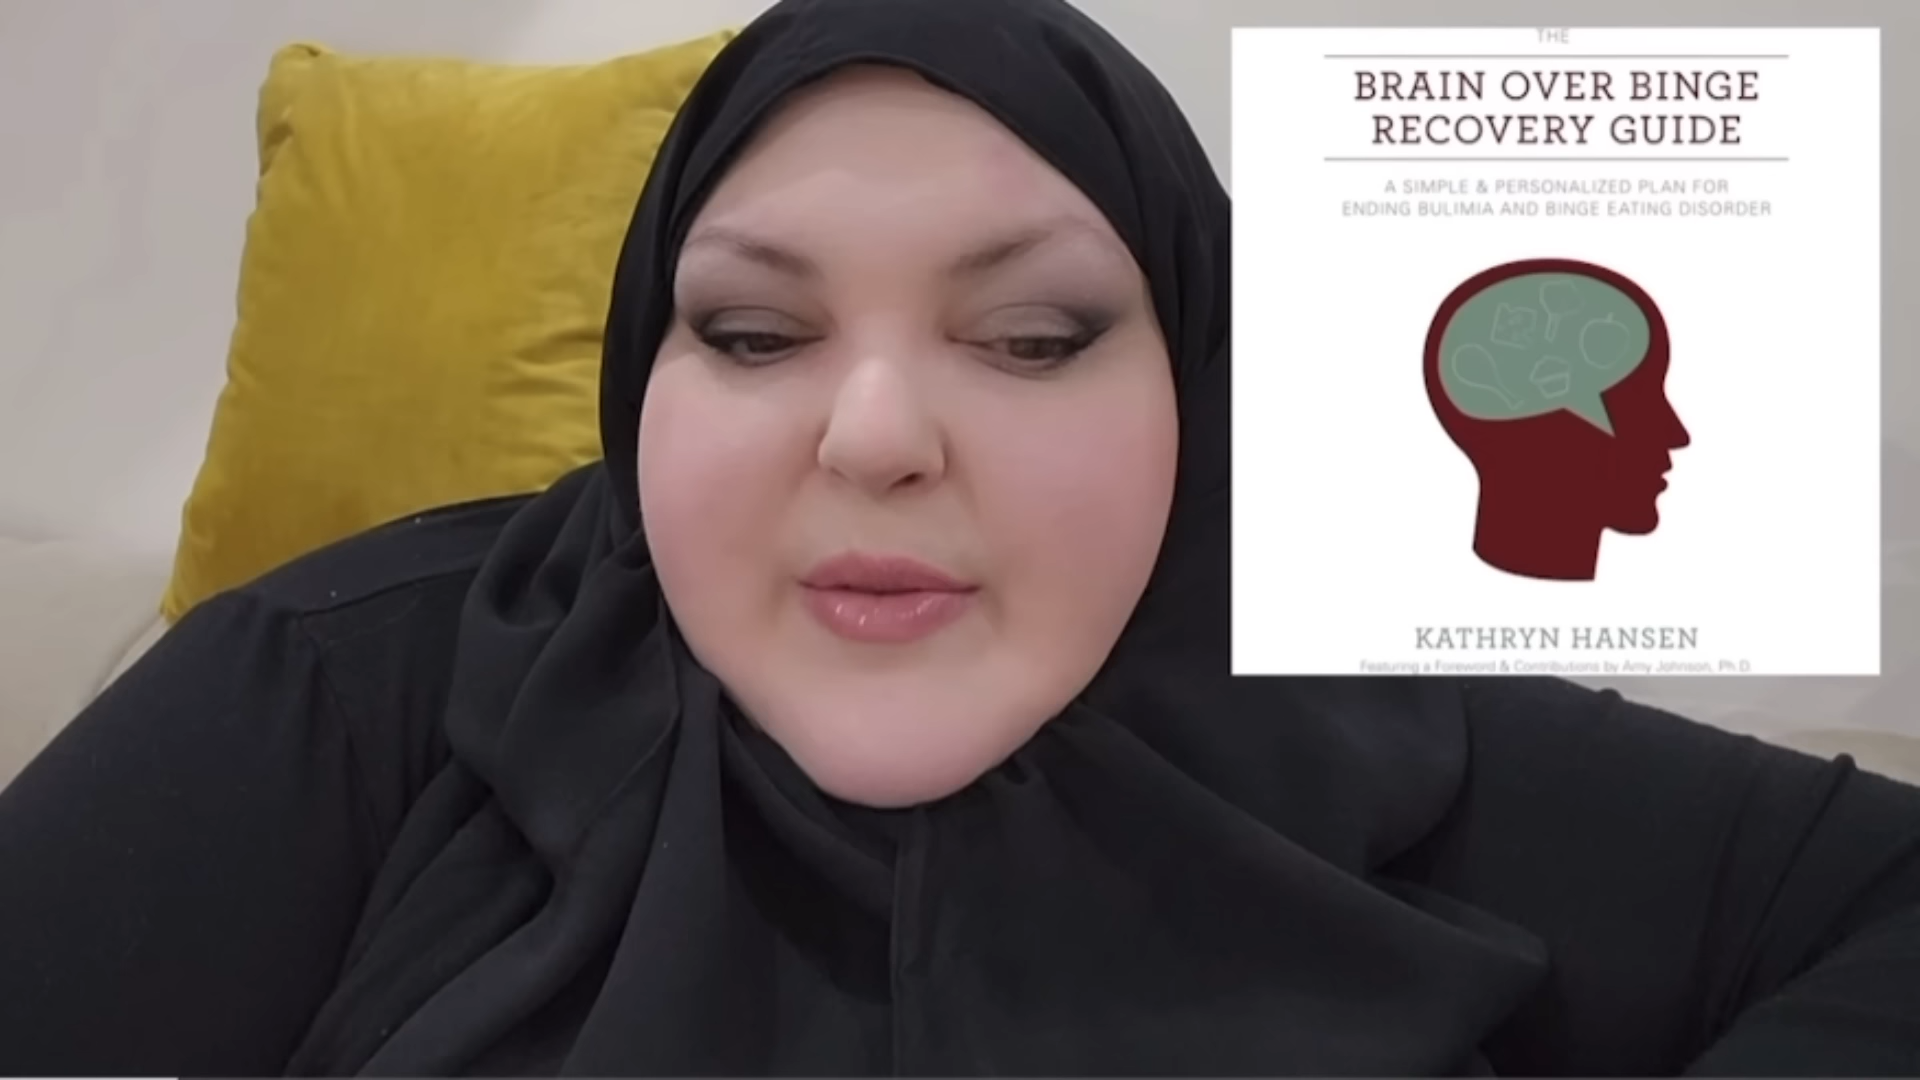 THE
BRAIN OVER BINGE
RECOVERY GUIDE
A SIMPLE & PERSONALIZED PLAN FOR
ENDING BULIMIA AND BINGE EATING DISORDER
KATHRYN HANSEN
Featuring a Foreword & Contributions by Amy Johnson, Ph.D.